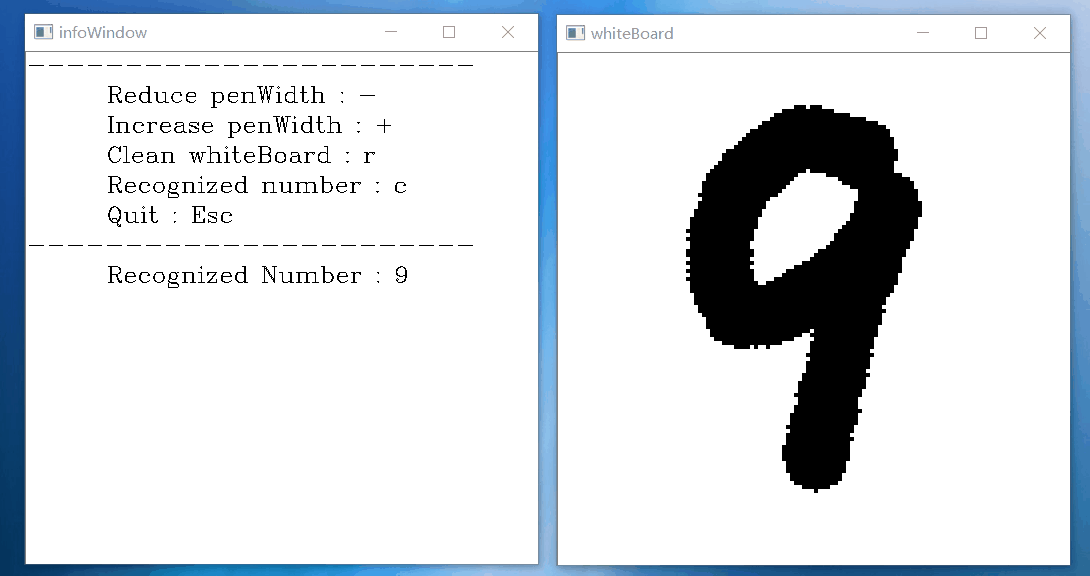 infoWindow
------------------------
Reduce penWidth : -
Increase penWidth : +
Clean whiteBoard : r
Recognized number : c
Quit : Esc
------------------------
Recognized Number : 9
whiteBoard
9